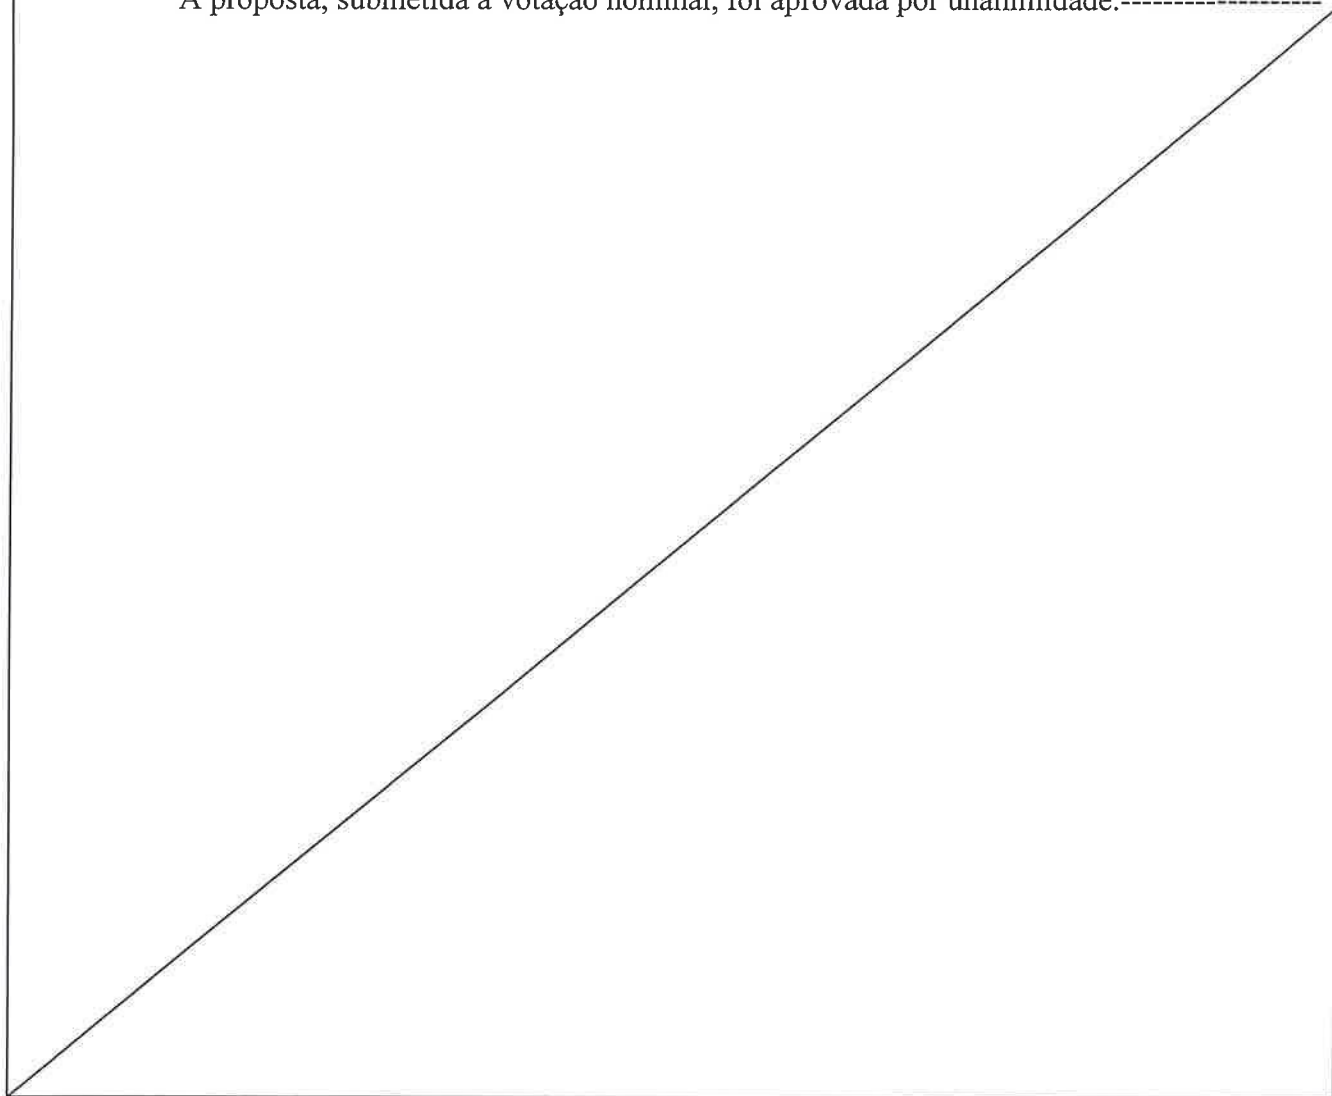 A proposta, submetida a votação nominal, foi aprovada por unanimidade.-------------------